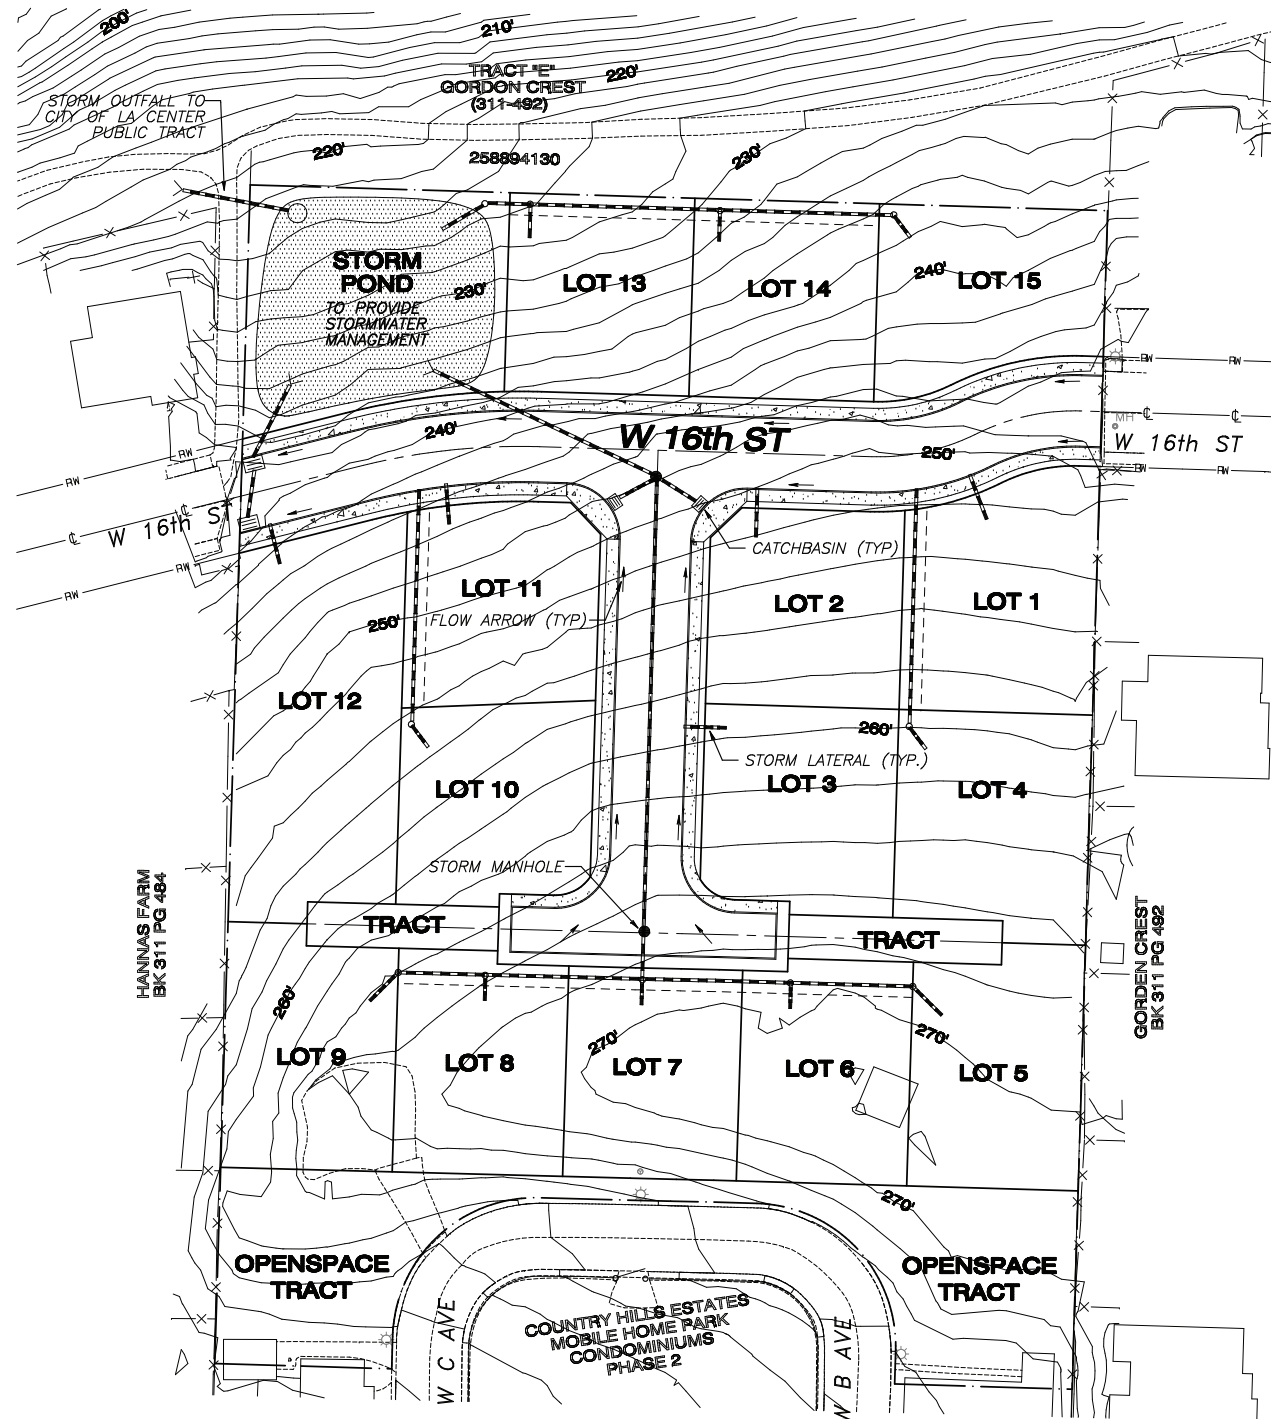 200'
210'
TRACT "E"
GORDON CREST
(311-492)
220'
STORM OUTFALL TO
CITY OF LA CENTER
PUBLIC TRACT
220'
258894130
230'
STORM
POND
TO PROVIDE
STORMWATER
MANAGEMENT
230'
LOT 13
LOT 14
240'
LOT 15
RW
RW
MH
℄
℄
W 16th ST
240'
W 16th ST
250'
RW
RW
RW
RW
℄
℄
W 16th ST
RW
RW
CATCHBASIN (TYP)
LOT 11
LOT 2
LOT 1
250'
FLOW ARROW (TYP)
LOT 12
260'
STORM LATERAL (TYP.)
LOT 10
LOT 3
LOT 4
STORM MANHOLE
HANNAS FARM
BK 311 PG 484
TRACT
TRACT
GORDEN CREST
BK 311 PG 492
260'
270'
270'
LOT 9
LOT 8
LOT 7
LOT 6
LOT 5
270'
OPENSPACE
TRACT
OPENSPACE
TRACT
COUNTRY HILLS ESTATES
MOBILE HOME PARK
CONDOMINIUMS
PHASE 2
W C AVE
W B AVE